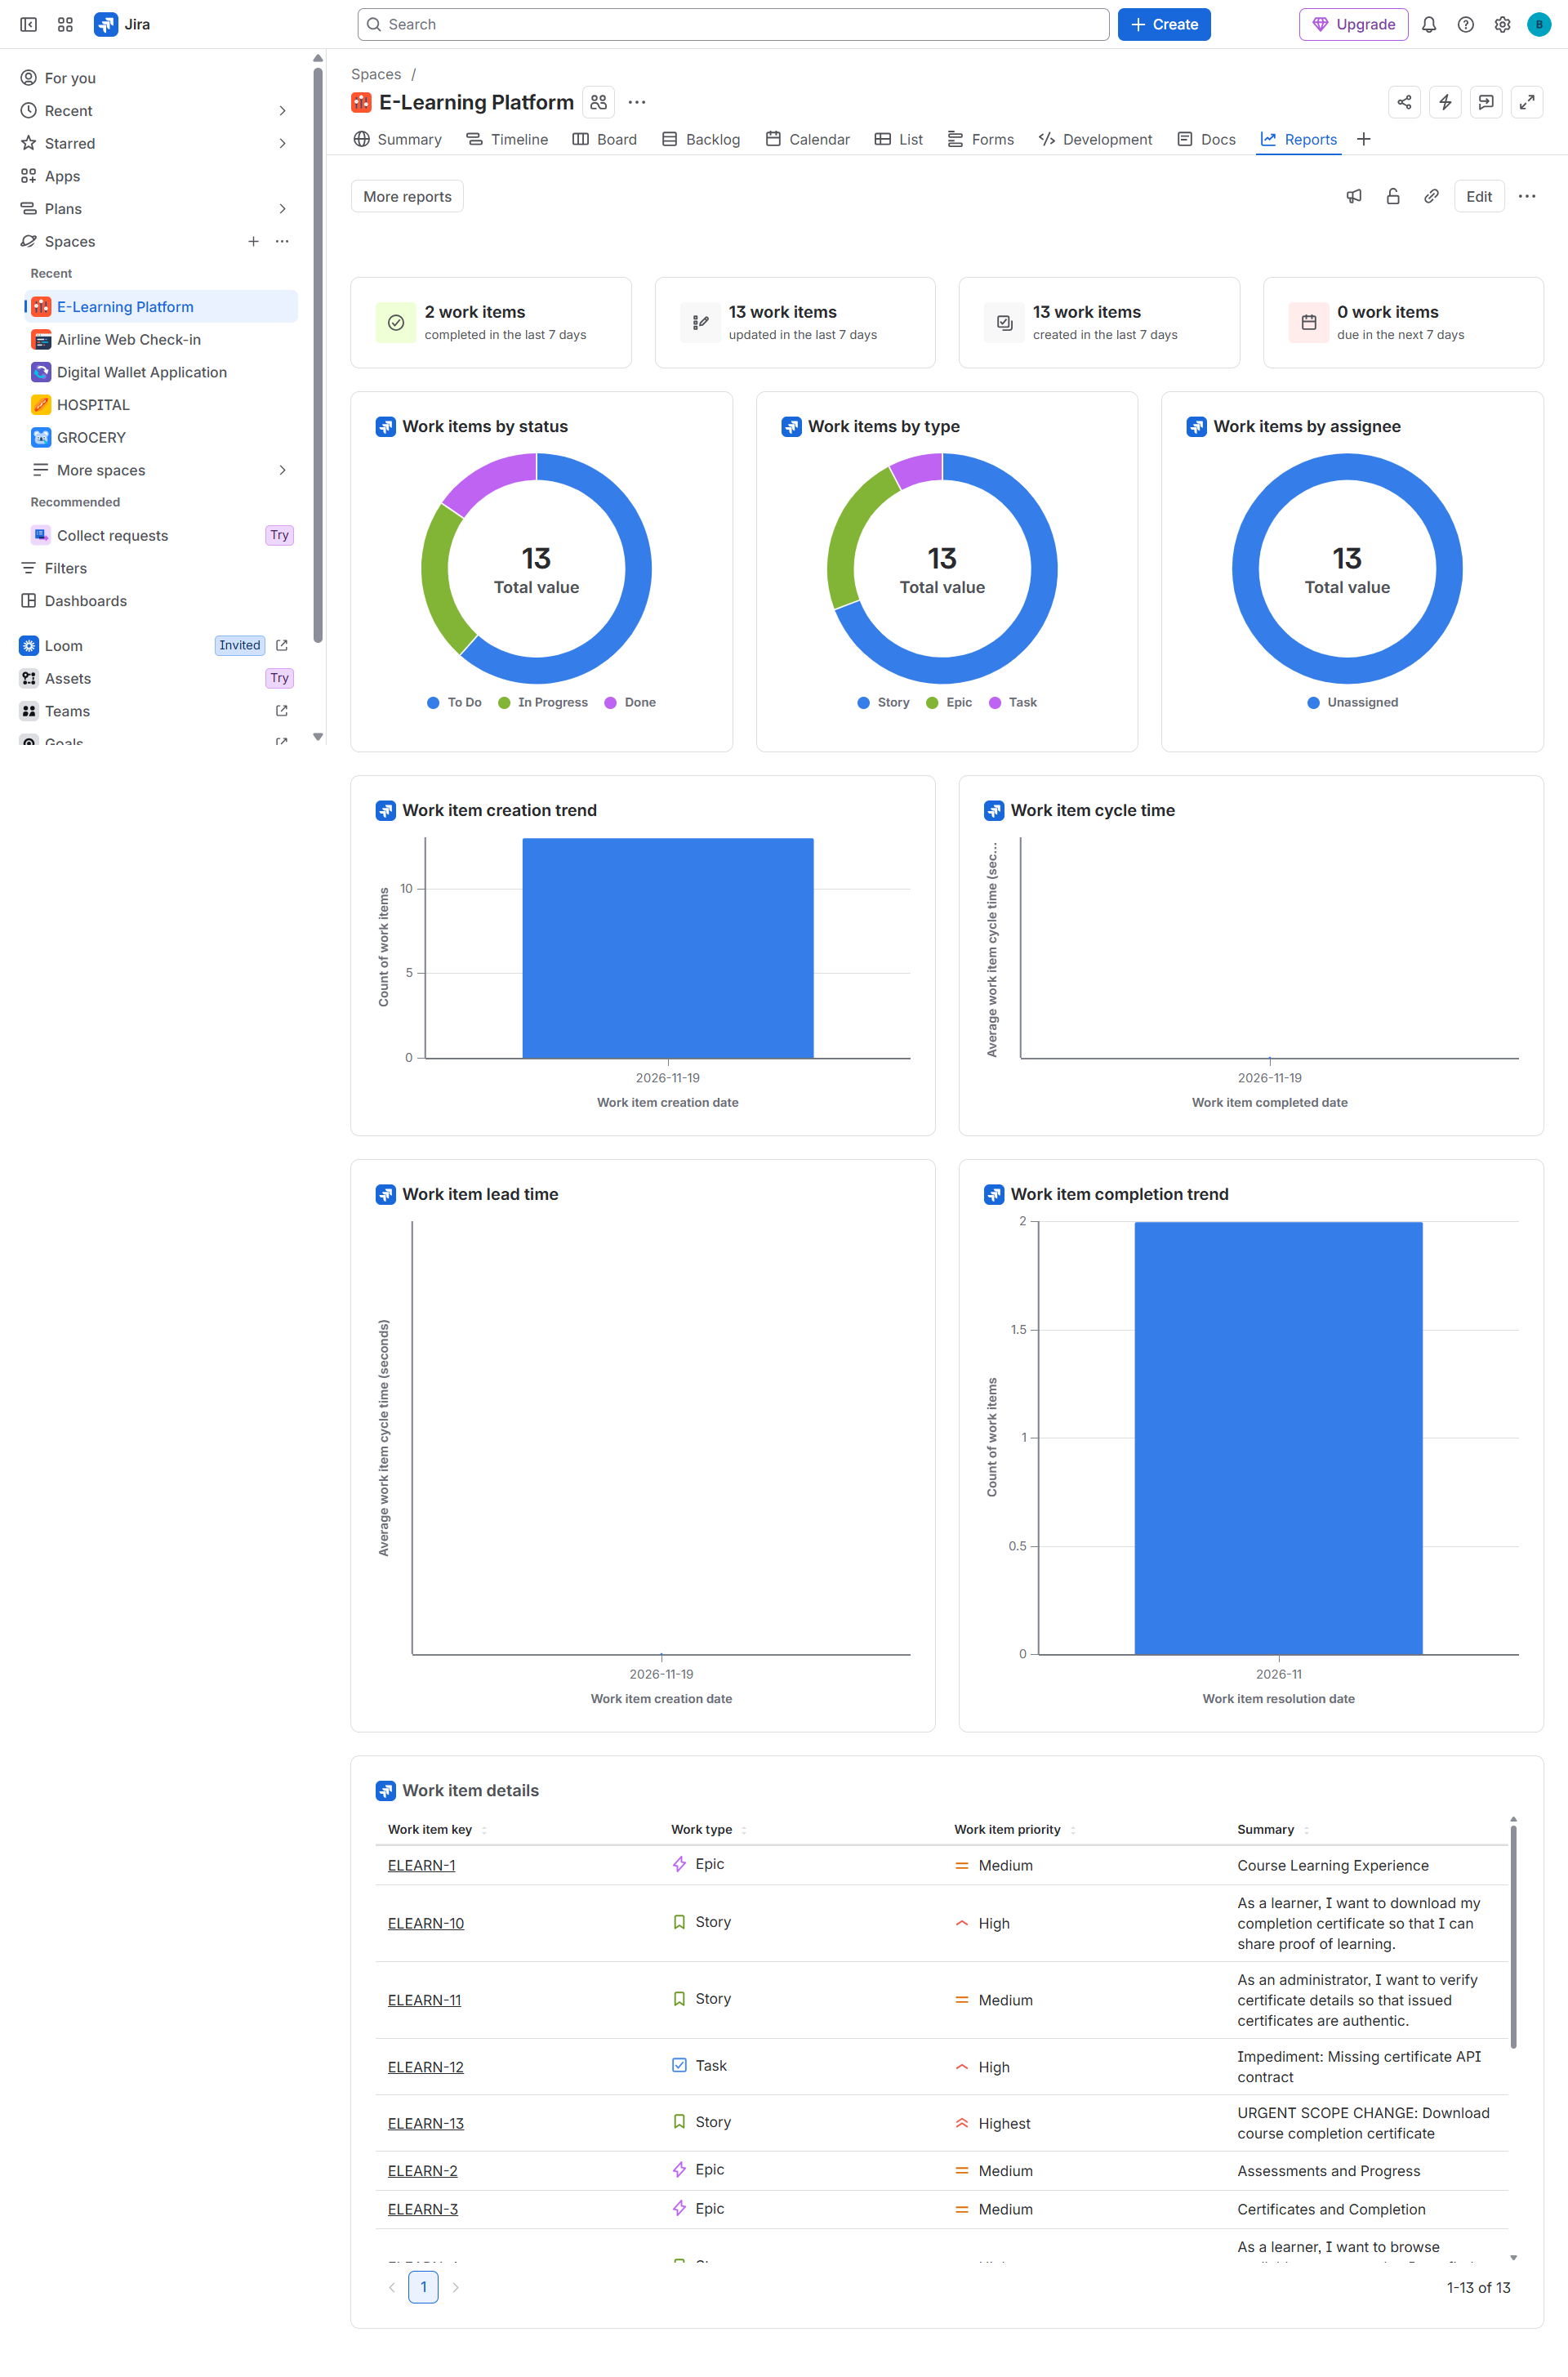 Jira
Search
Create
Upgrade
B
For you
Recent
Starred
Apps
Plans
Spaces
Recent
E-Learning Platform
Airline Web Check-in
Digital Wallet Application
HOSPITAL
GROCERY
More spaces
Recommended
Collect requests Try
Filters
Dashboards
Loom Invited
Assets Try
Teams
Goals
Spaces /
E-Learning Platform
Summary Timeline Board Backlog Calendar List Forms Development Docs Reports
More reports
Edit
2 work items
completed in the last 7 days
13 work items
updated in the last 7 days
13 work items
created in the last 7 days
0 work items
due in the next 7 days
Work items by status
13
Total value
To Do In Progress Done
Work items by type
13
Total value
Story Epic Task
Work items by assignee
13
Total value
Unassigned
Work item creation trend
Count of work items
10
5
0
2026-11-19
Work item creation date
Work item cycle time
Average work item cycle time (sec...
2026-11-19
Work item completed date
Work item lead time
Average work item cycle time (seconds)
2026-11-19
Work item creation date
Work item completion trend
Count of work items
2
1.5
1
0.5
0
2026-11
Work item resolution date
Work item details
Work item key Work type Work item priority Summary
ELEARN-1 Epic Medium Course Learning Experience
ELEARN-10 Story High As a learner, I want to download my
completion certificate so that I can
share proof of learning.
ELEARN-11 Story Medium As an administrator, I want to verify
certificate details so that issued
certificates are authentic.
ELEARN-12 Task High Impediment: Missing certificate API
contract
ELEARN-13 Story Highest URGENT SCOPE CHANGE: Download
course completion certificate
ELEARN-2 Epic Medium Assessments and Progress
ELEARN-3 Epic Medium Certificates and Completion
As a learner, I want to browse
1
1-13 of 13